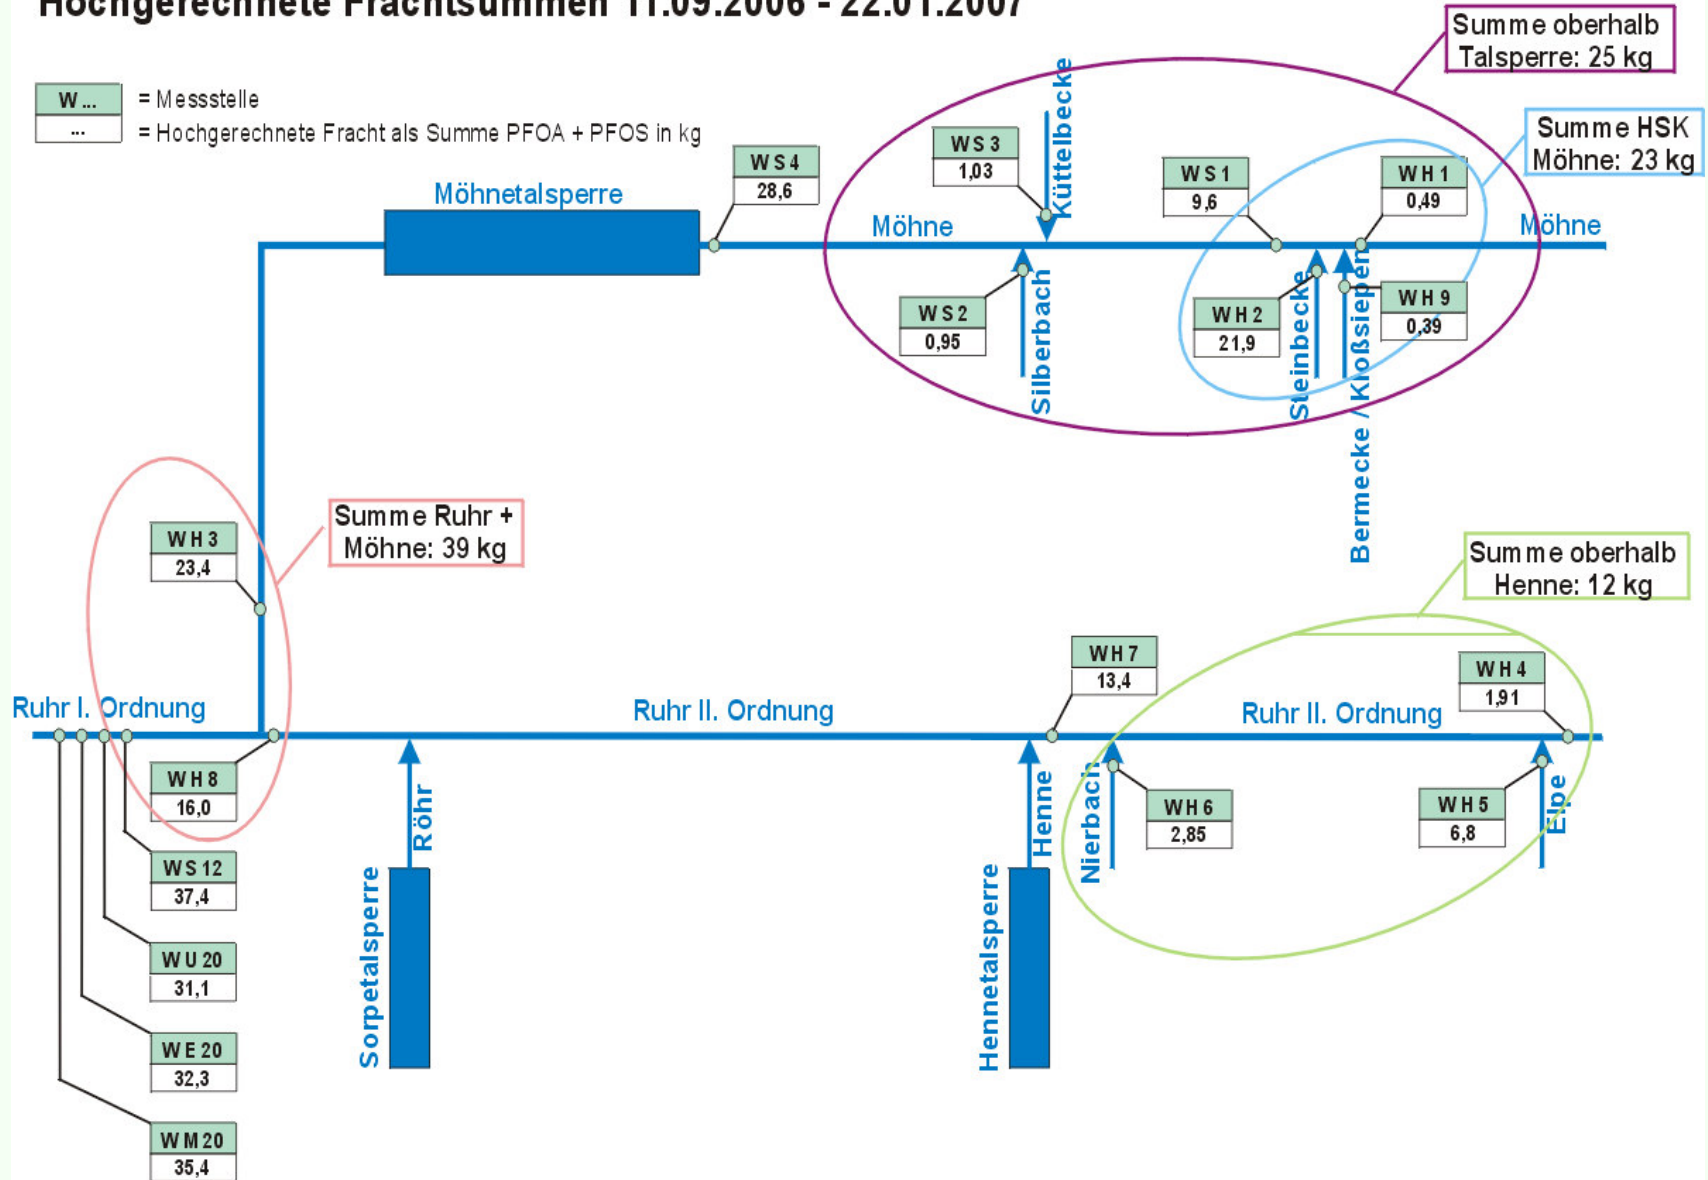 Hochgerechnete Frachtsummen 11.09.2006 - 22.01.2007
W ...
= Messstelle
...
= Hochgerechnete Fracht als Summe PFOA + PFOS in kg
Summe oberhalb
Talsperre: 25 kg
Summe HSK
Möhne: 23 kg
Küttelbecke
WS 3
1,03
WS 4
28,6
WS 1
9,6
WH 1
0,49
Möhnetalsperre
Möhne
Möhne
WS 2
0,95
Silberbach
WH 2
21,9
Steinbecke
WH 9
0,39
Bermecke / Kloßsiepen
Summe Ruhr +
Möhne: 39 kg
WH 3
23,4
Summe oberhalb
Henne: 12 kg
WH 7
13,4
WH 4
1,91
Ruhr I. Ordnung
Ruhr II. Ordnung
Ruhr II. Ordnung
WH 8
16,0
Röhr
Henne
Nierbach
WH 6
2,85
WH 5
6,8
Elpe
WS 12
37,4
Sorpetalsperre
Hennetalsperre
WU 20
31,1
WE 20
32,3
WM 20
35,4